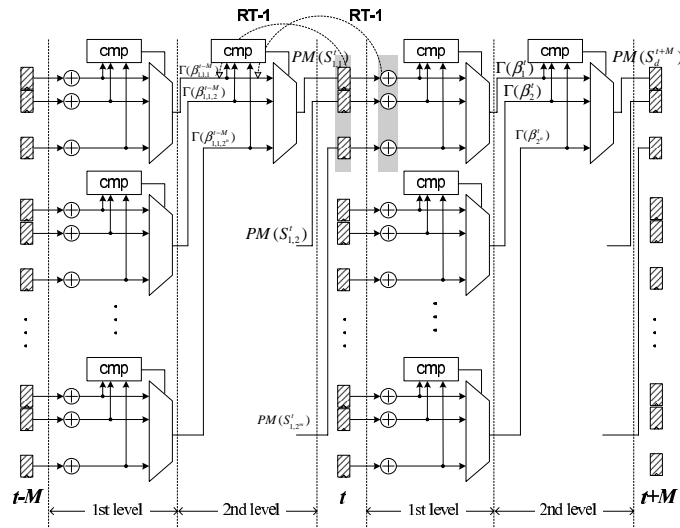 RT-1 RT-1
cmp cmp PM(S^t_{1,1}) cmp cmp PM(S^{t+M}_d)
Γ(β^{t-M}_{1,1,1}) Γ(β^t_1)
Γ(β^{t-M}_{1,1,2}) Γ(β^t_2)
Γ(β^{t-M}_{1,1,2^n}) Γ(β^t_{2^n})
cmp cmp
PM(S^t_{1,2})
cmp cmp
PM(S^t_{1,2^m})
t-M t t+M
1st level 2nd level 1st level 2nd level